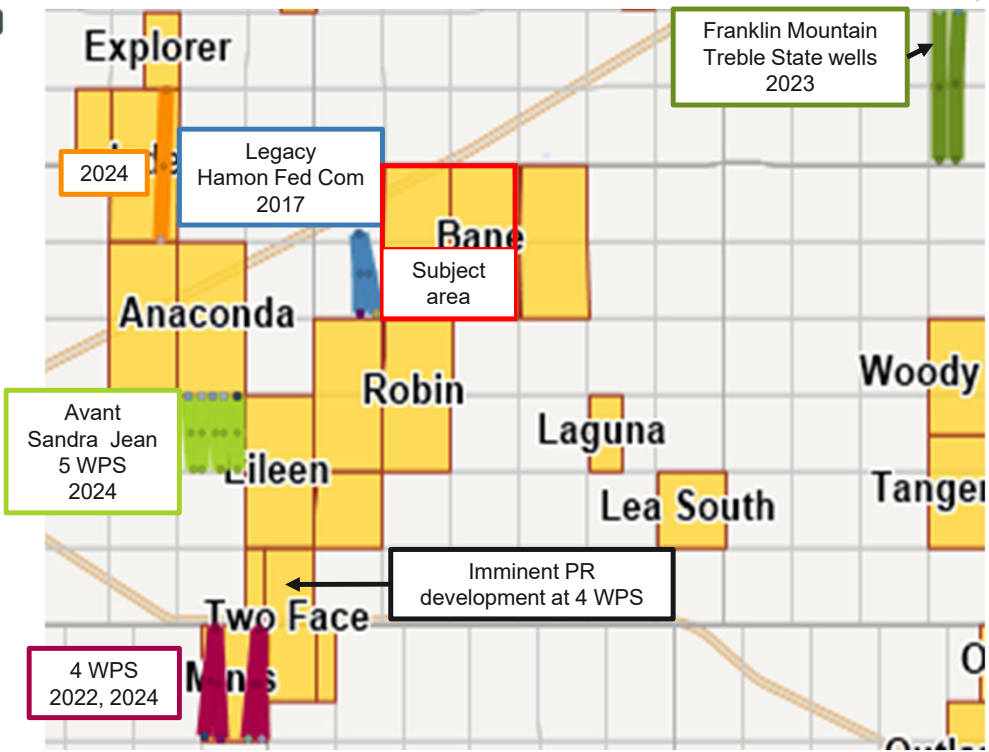 Explorer
Franklin Mountain
Treble State wells
2023
2024
Legacy
Hamon Fed Com
2017
Bane
Subject
area
Anaconda
Robin
Woody
Avant
Sandra Jean
5 WPS
2024
Laguna
Eileen
Lea South
Tanger
Imminent PR
development at 4 WPS
Two Face
4 WPS
2022, 2024
O